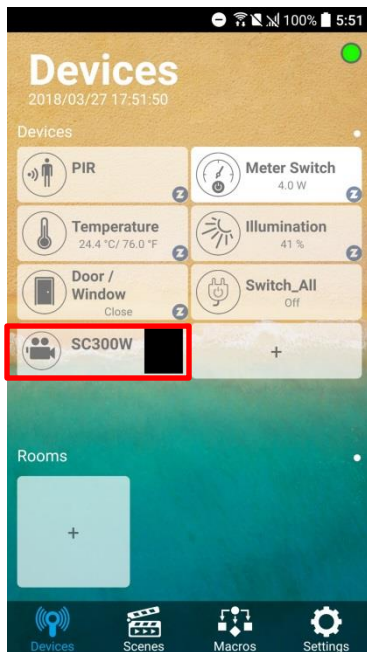 100% 5:51
Devices
2018/03/27 17:51:50
Devices
PIR
Z
Meter Switch
4.0 W
Z
Temperature
24.4 °C/ 76.0 °F
Z
Illumination
41 %
Z
Door /
Window
Close
Z
Switch_All
Off
SC300W
+
Rooms
+
Devices Scenes Macros Settings